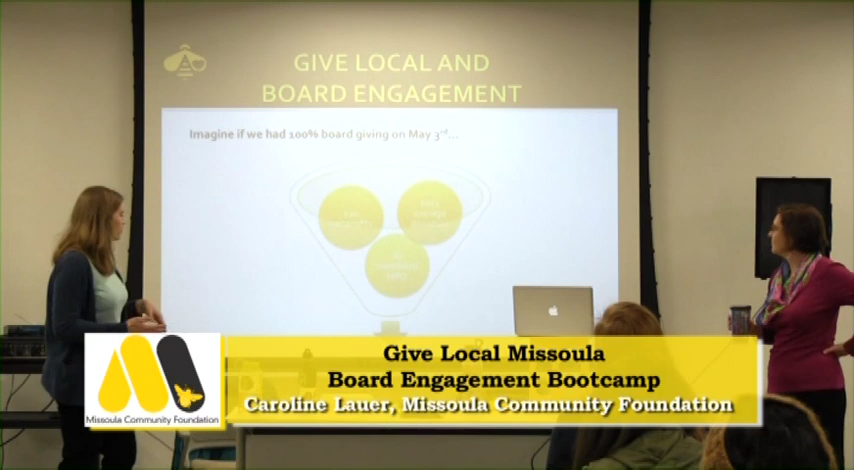 GIVE LOCAL AND
BOARD ENGAGEMENT
Imagine if we had 100% board giving on May 3rd...
Give Local Missoula
Board Engagement Bootcamp
Caroline Lauer, Missoula Community Foundation
Missoula Community Foundation